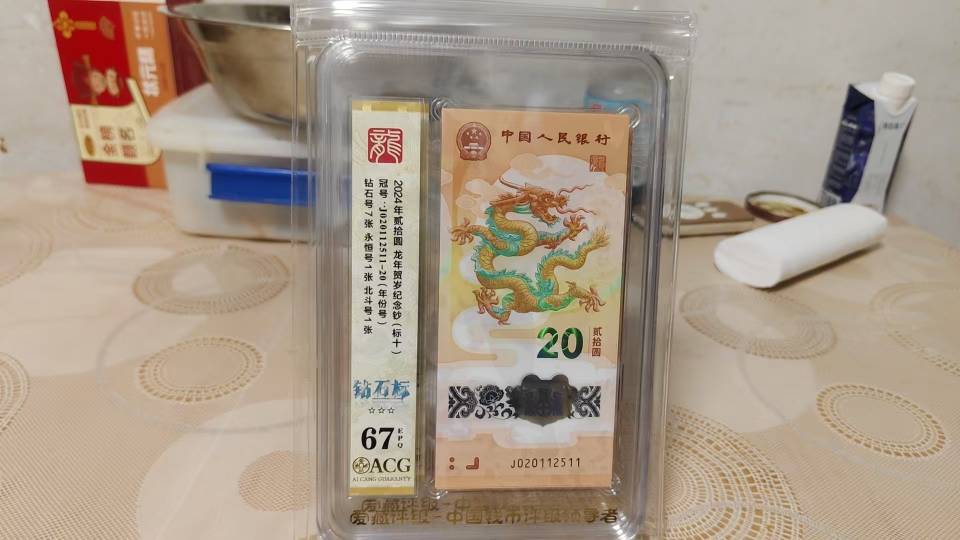 龍
2024年贰拾圆 龙年贺岁纪念钞(标十)
冠号:J020112511-20(年份号)
钻石号7张 永恒号1张 北斗号1张
钻石标
☆☆☆
67
EPQ
ACG
AI CANG GUARANTY
中国人民银行
20
贰拾圆
J020112511
爱藏评级-中国钱币评级领导者